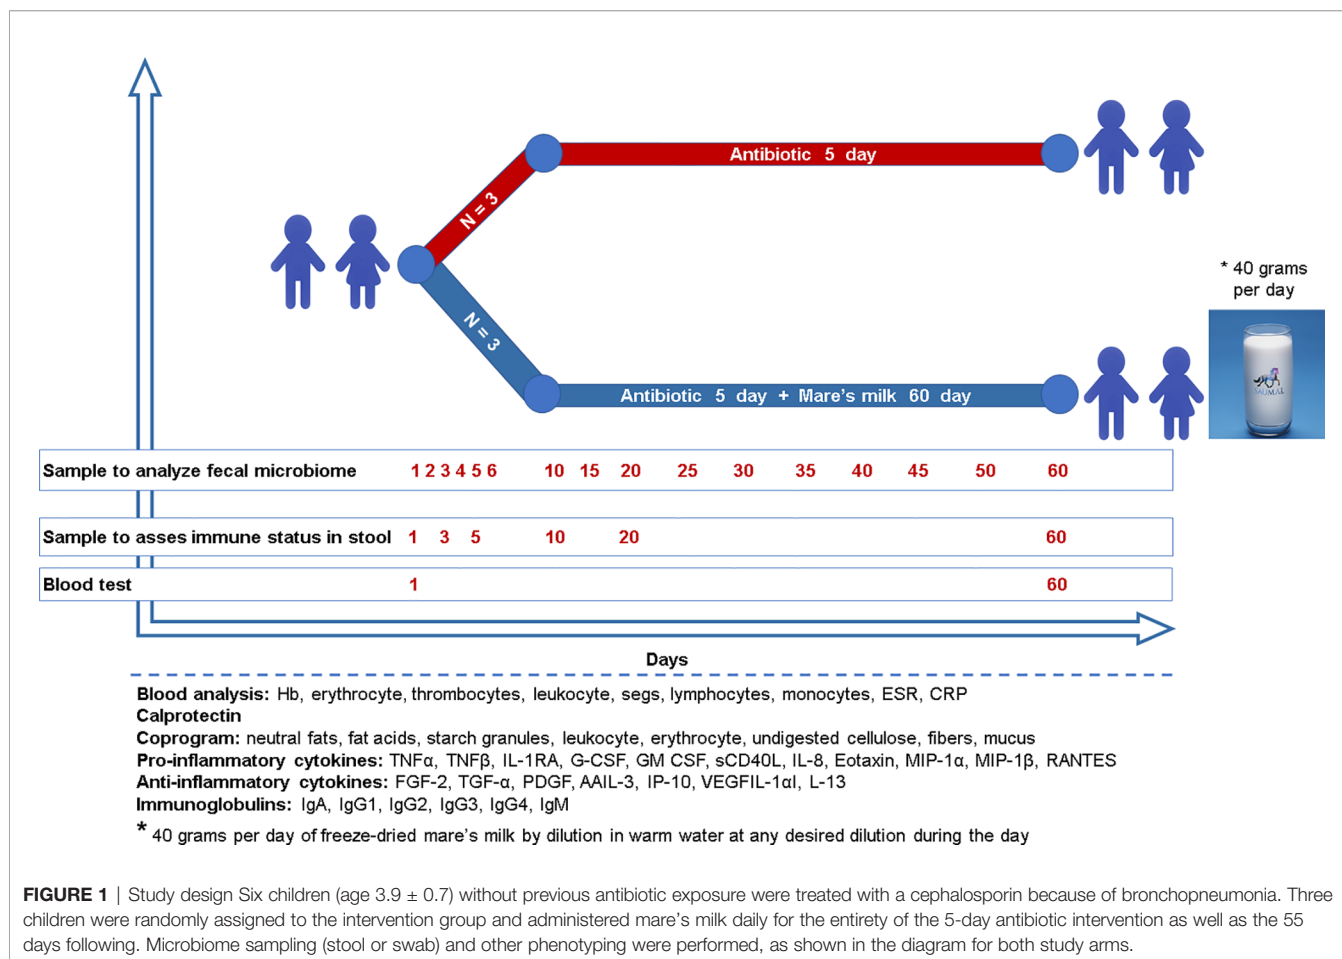 Antibiotic 5 day
N = 3
* 40 grams
per day
N = 3
Antibiotic 5 day + Mare's milk 60 day
Sample to analyze fecal microbiome 1 2 3 4 5 6 10 15 20 25 30 35 40 45 50 60
Sample to asses immune status in stool 1 3 5 10 20 60
Blood test 1 60
Days
Blood analysis: Hb, erythrocyte, thrombocytes, leukocyte, segs, lymphocytes, monocytes, ESR, CRP
Calprotectin
Coprogram: neutral fats, fat acids, starch granules, leukocyte, erythrocyte, undigested cellulose, fibers, mucus
Pro-inflammatory cytokines: TNFα, TNFβ, IL-1RA, G-CSF, GM CSF, sCD40L, IL-8, Eotaxin, MIP-1α, MIP-1β, RANTES
Anti-inflammatory cytokines: FGF-2, TGF-α, PDGF, AAIL-3, IP-10, VEGFIL-1αI, L-13
Immunoglobulins: IgA, IgG1, IgG2, IgG3, IgG4, IgM
* 40 grams per day of freeze-dried mare's milk by dilution in warm water at any desired dilution during the day
FIGURE 1 | Study design Six children (age 3.9 ± 0.7) without previous antibiotic exposure were treated with a cephalosporin because of bronchopneumonia. Three
children were randomly assigned to the intervention group and administered mare's milk daily for the entirety of the 5-day antibiotic intervention as well as the 55
days following. Microbiome sampling (stool or swab) and other phenotyping were performed, as shown in the diagram for both study arms.